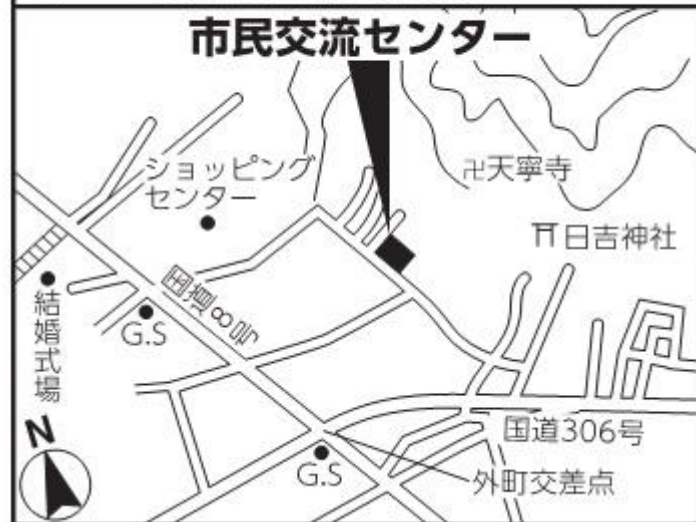 市民交流センター
ショッピング
センター
卍天寧寺
日吉神社
国道8号
結婚式場
G.S
国道306号
G.S
外町交差点
N